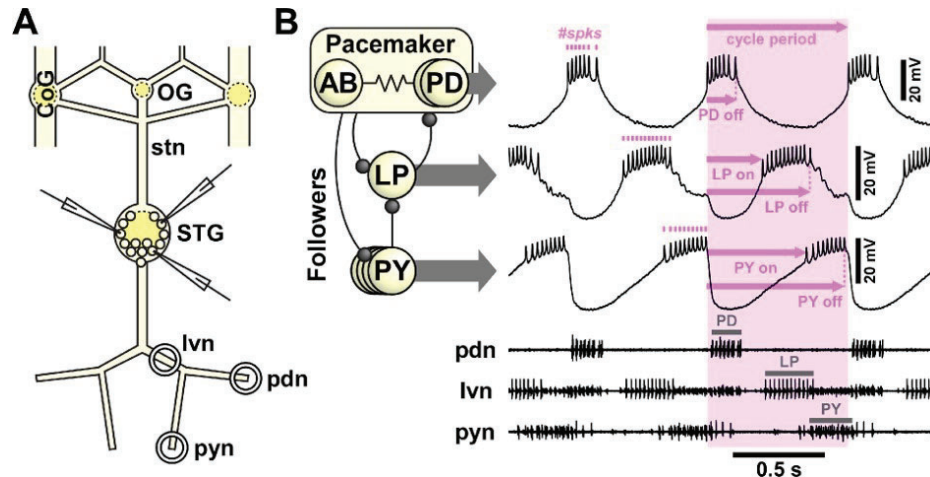 A
CoG
OG
stn
STG
lvn
pdn
pyn
B
Pacemaker
AB
PD
LP
PY
Followers
#spks
cycle period
PD off
20 mV
LP on
LP off
20 mV
PY on
PY off
20 mV
pdn
PD
lvn
LP
pyn
PY
0.5 s